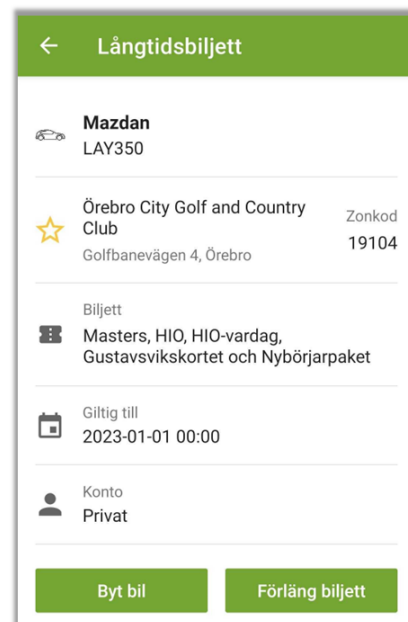 Långtidsbiljett
Mazdan
LAY350
Örebro City Golf and Country
Club
Golfbanevägen 4, Örebro
Zonkod
19104
Biljett
Masters, HIO, HIO-vardag,
Gustavsvikskortet och Nybörjarpaket
Giltig till
2023-01-01 00:00
Konto
Privat
Byt bil
Förläng biljett